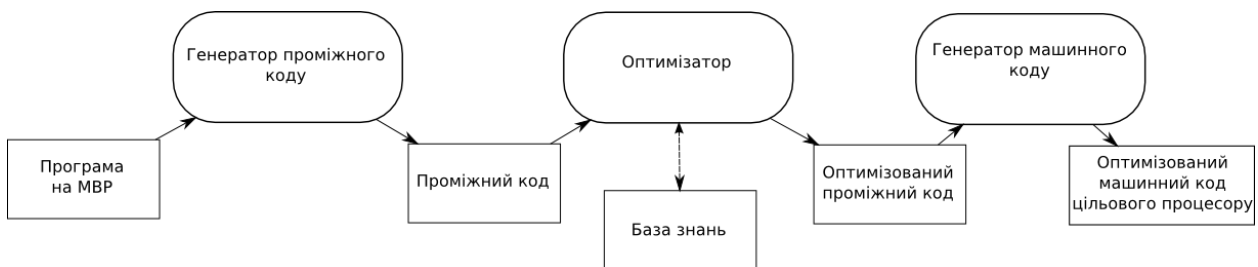 Генератор проміжного
коду
Оптимізатор
Генератор машинного
коду
Програма
на МВР
Проміжний код
База знань
Оптимізований
проміжний код
Оптимізований
машинний код
цільового процесору